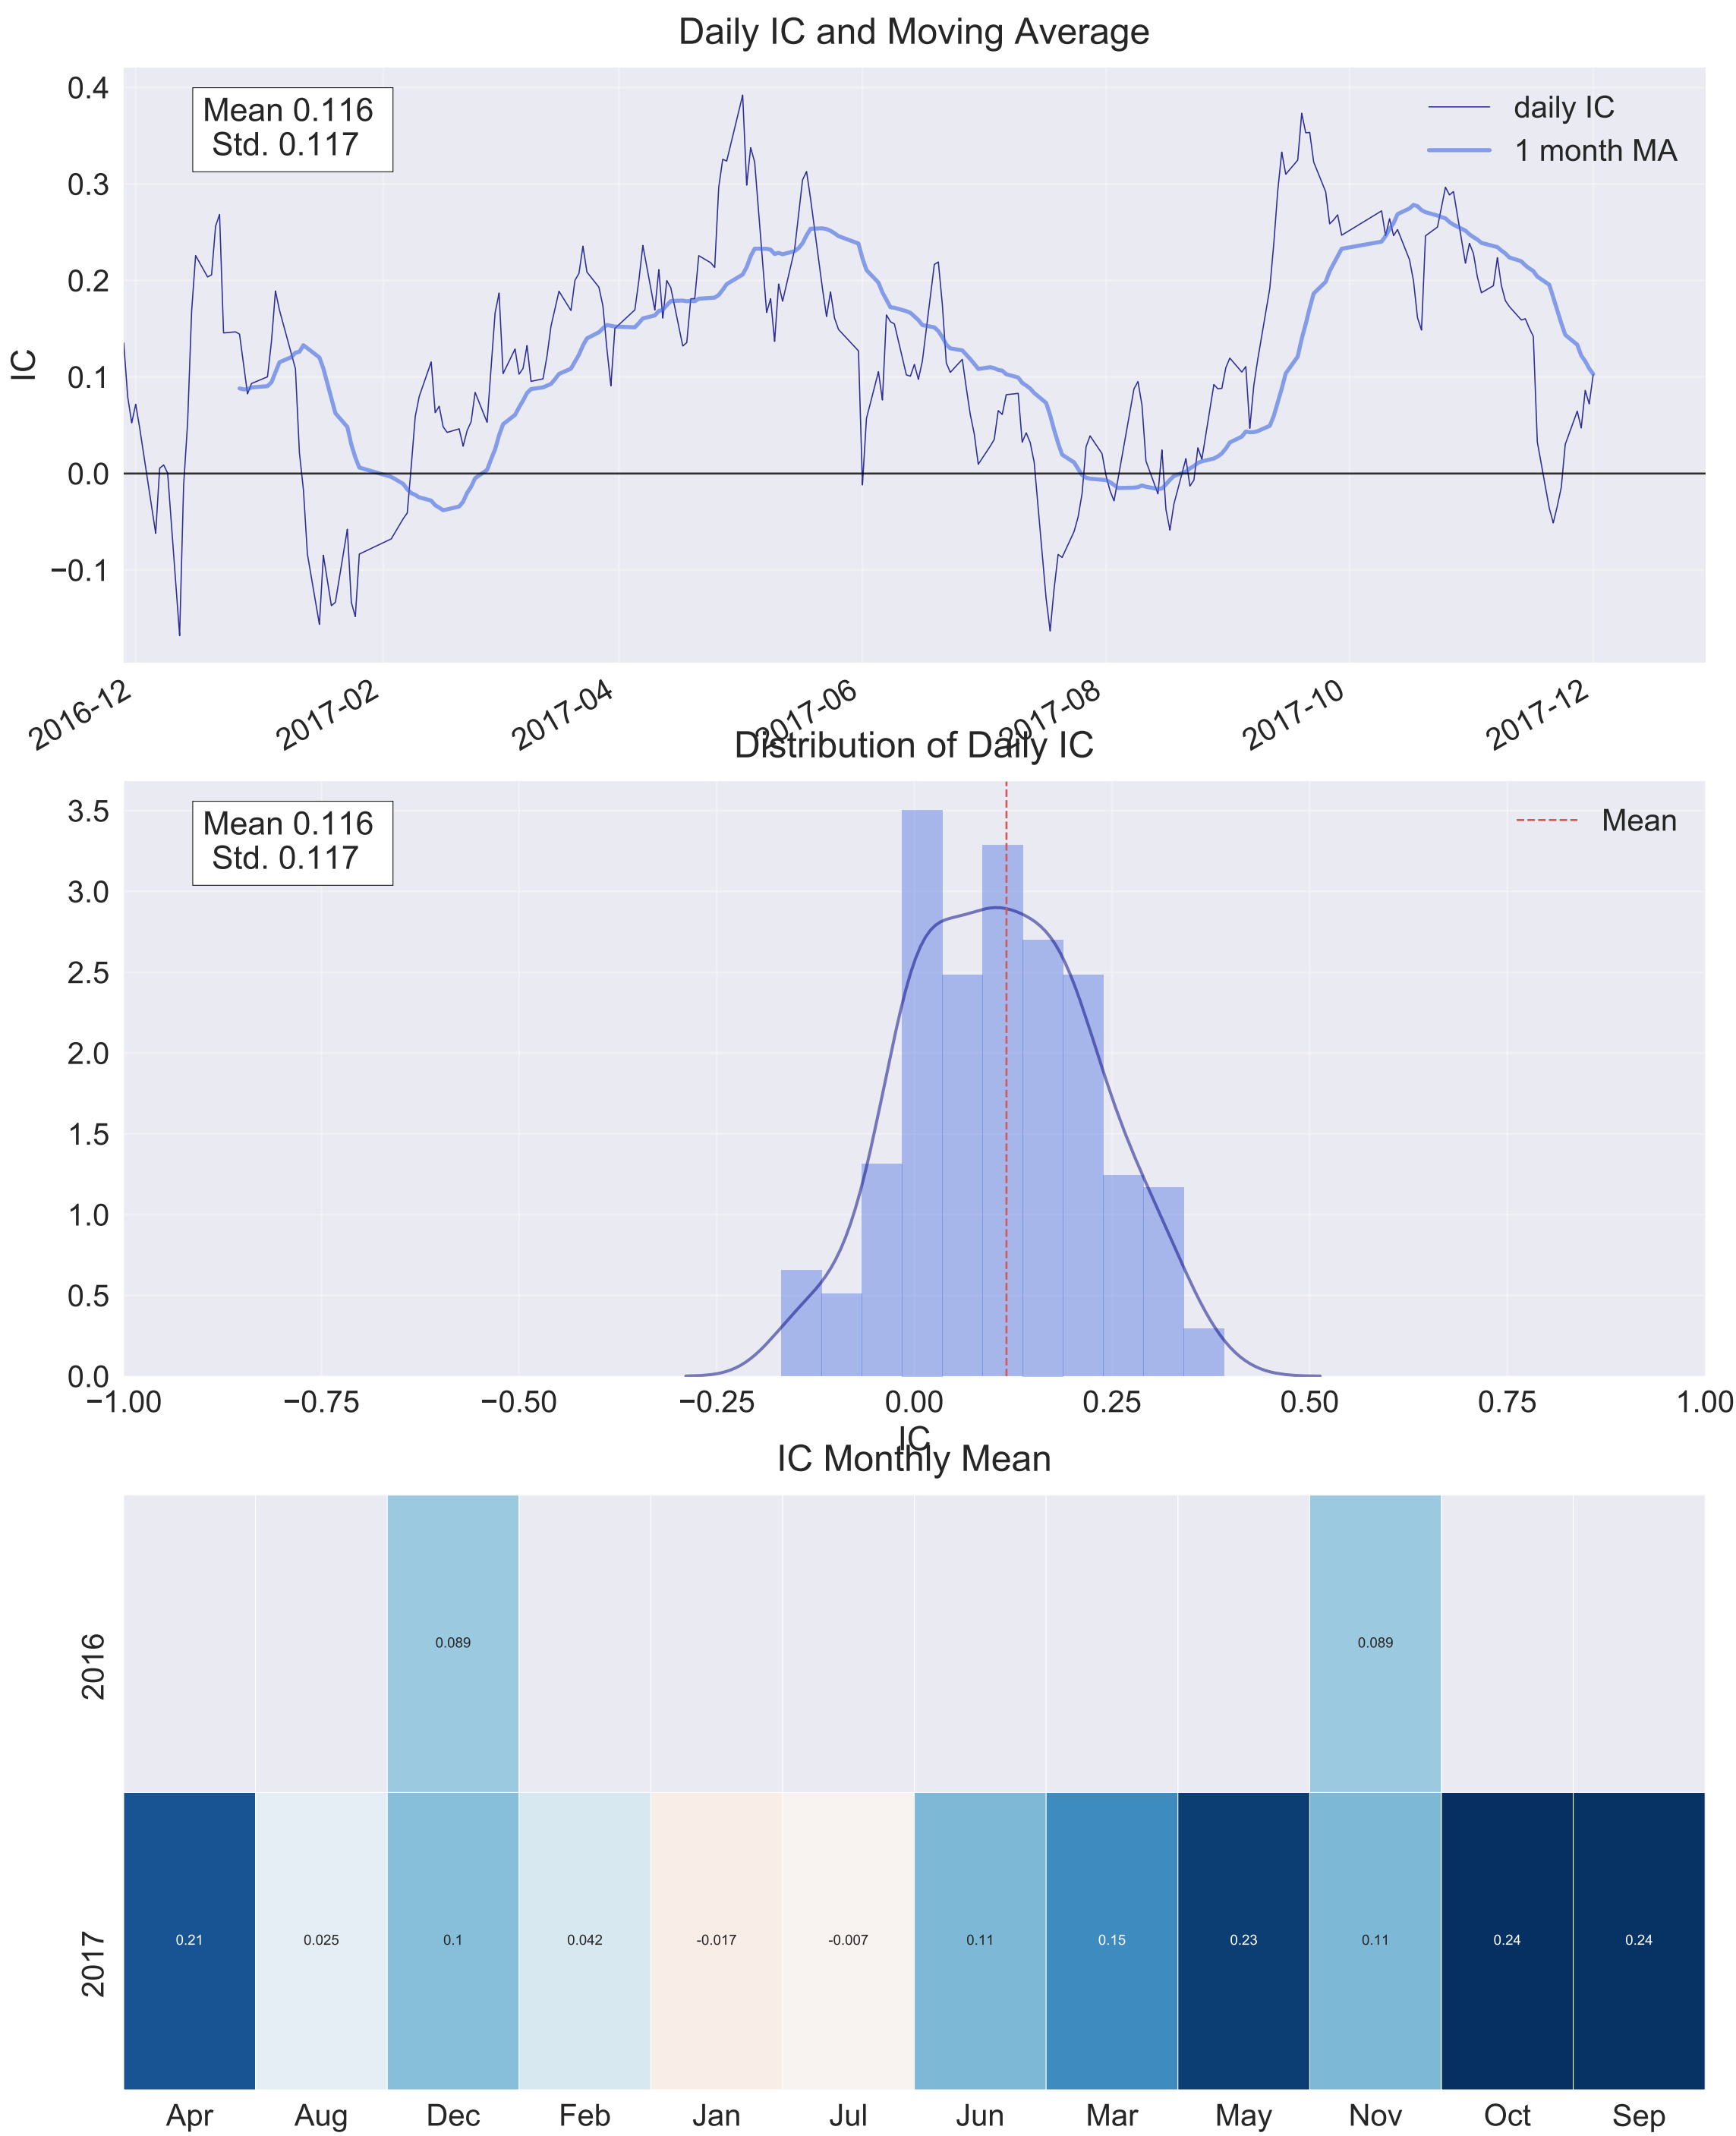 Daily IC and Moving Average
Mean 0.116
Std. 0.117
daily IC
1 month MA
IC
0.4
0.3
0.2
0.1
0.0
−0.1
2016-12 2017-02 2017-04 2017-06 2017-08 2017-10 2017-12
Distribution of Daily IC
Mean 0.116
Std. 0.117
Mean
3.5
3.0
2.5
2.0
1.5
1.0
0.5
0.0
−1.00 −0.75 −0.50 −0.25 0.00 0.25 0.50 0.75 1.00
IC
IC Monthly Mean
2016
0.089 0.089
2017
0.21 0.025 0.1 0.042 -0.017 -0.007 0.11 0.15 0.23 0.11 0.24 0.24
Apr Aug Dec Feb Jan Jul Jun Mar May Nov Oct Sep